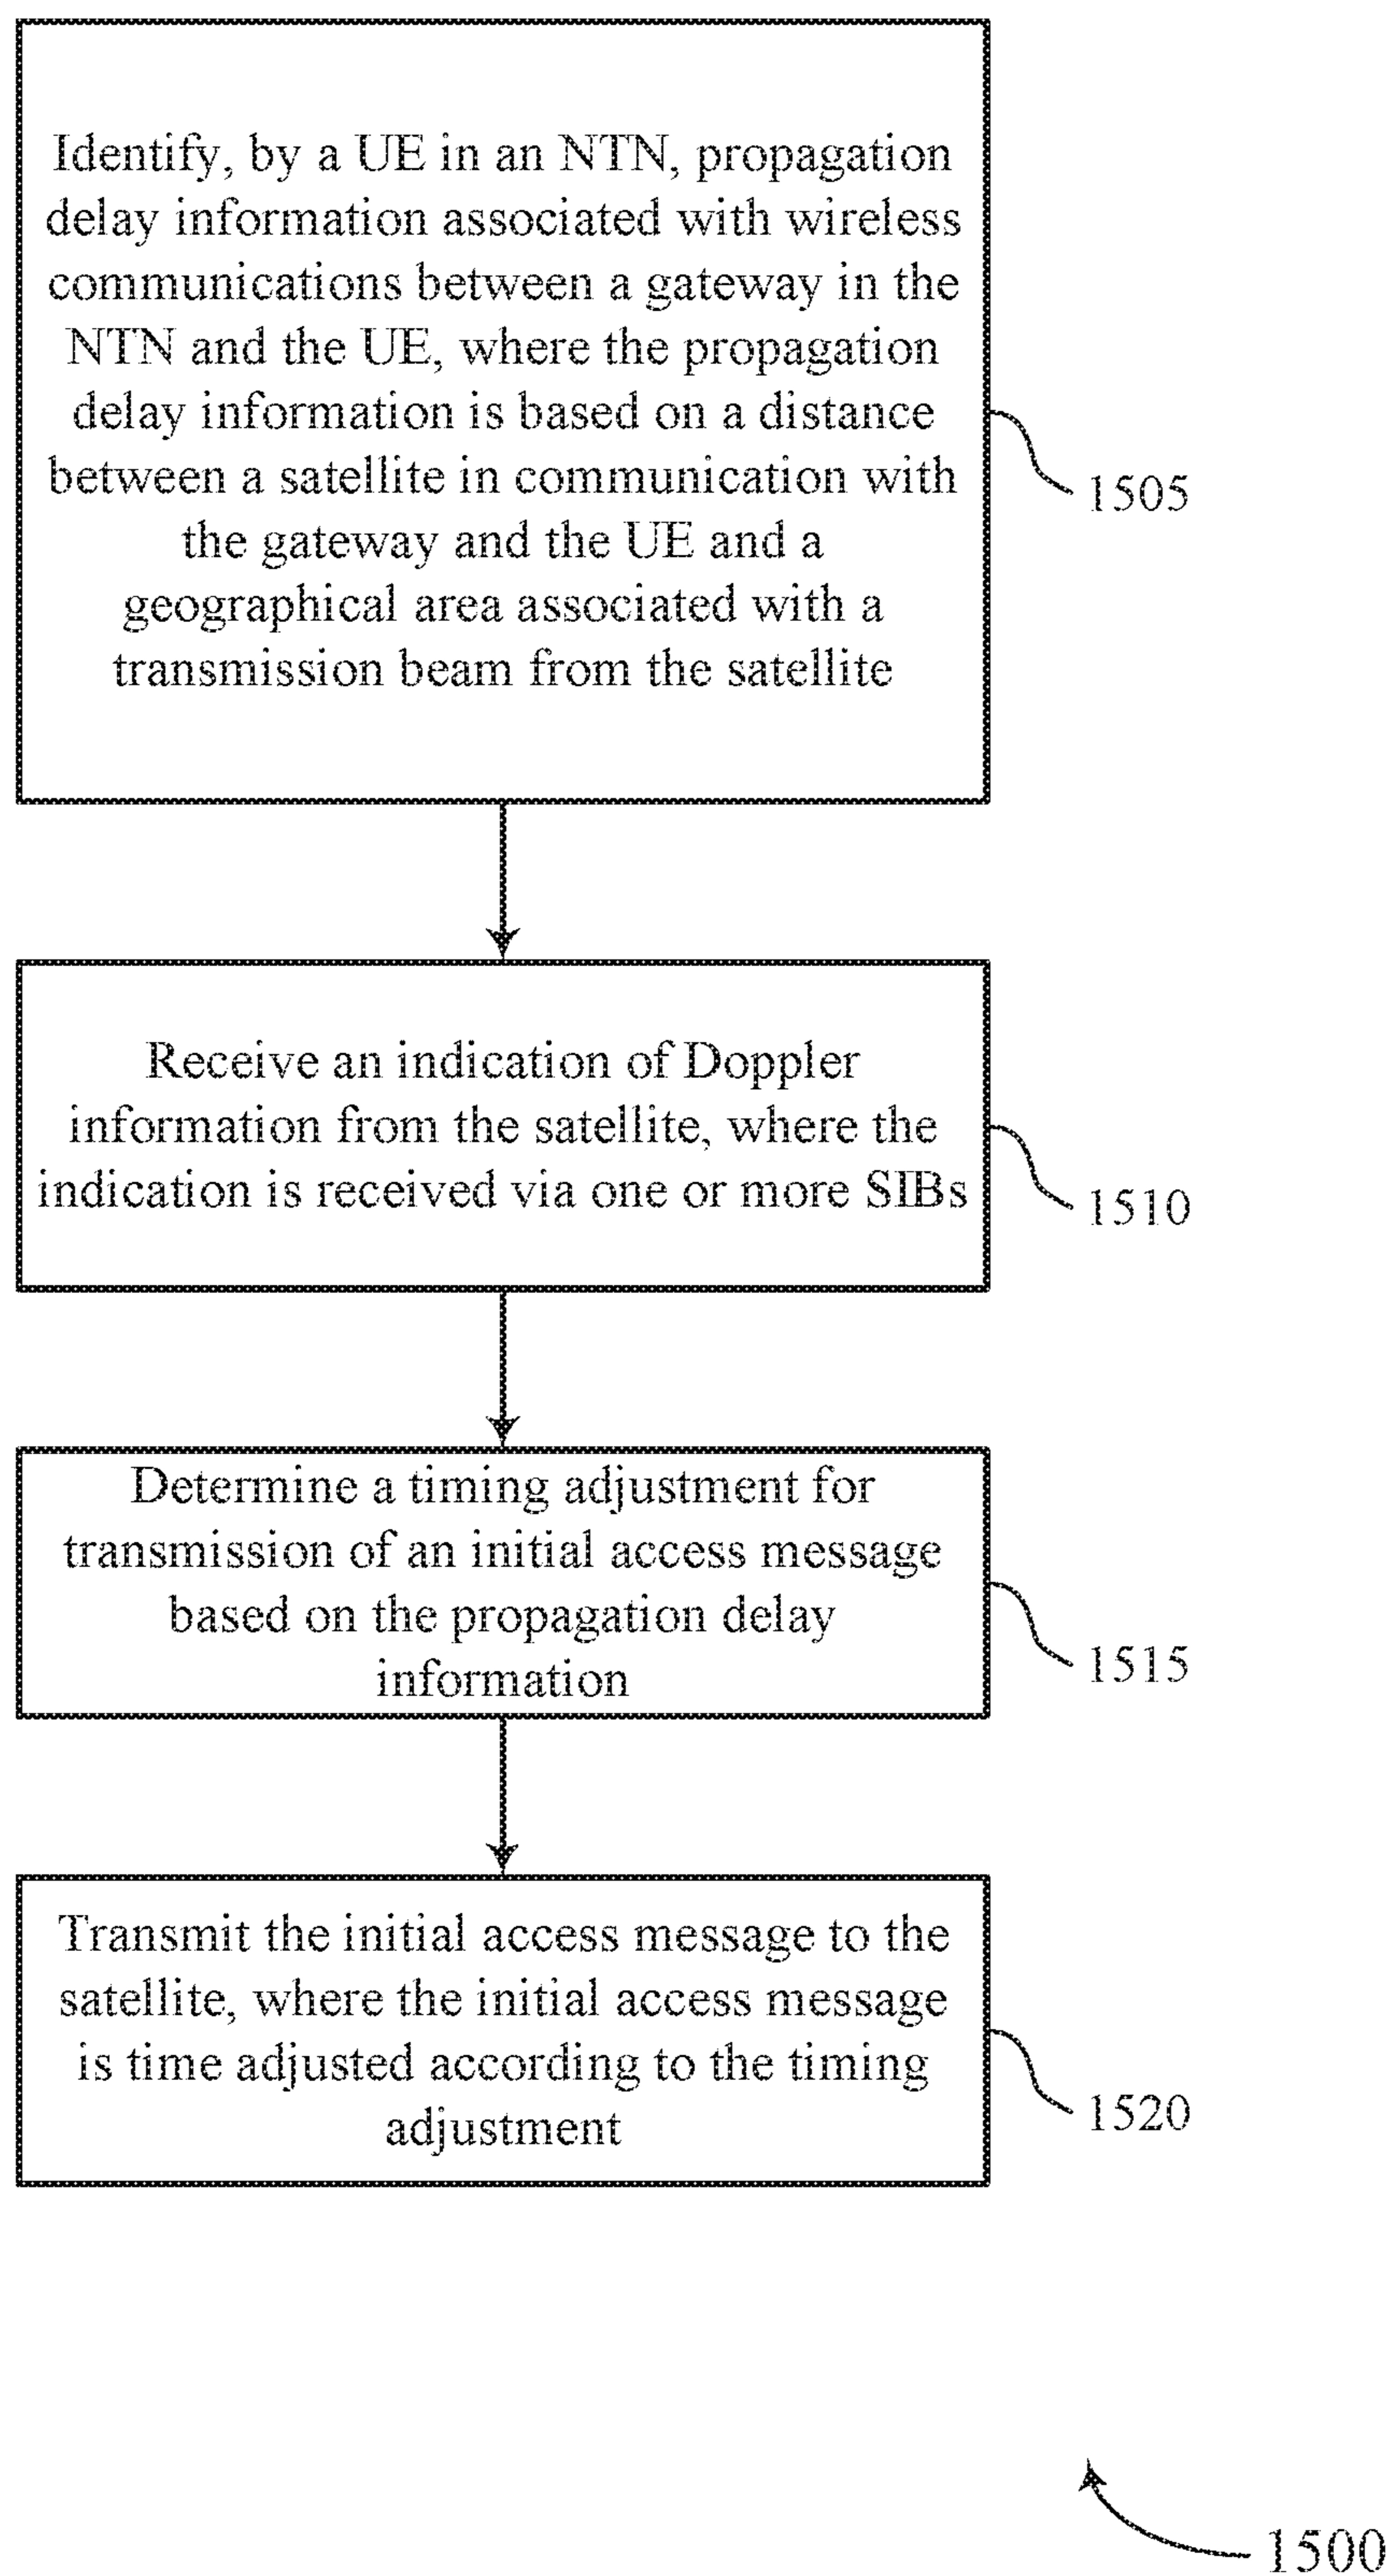 Identify, by a UE in an NTN, propagation
delay information associated with wireless
communications between a gateway in the
NTN and the UE, where the propagation
delay information is based on a distance
between a satellite in communication with
the gateway and the UE and a
geographical area associated with a
transmission beam from the satellite
1505
Receive an indication of Doppler
information from the satellite, where the
indication is received via one or more SIBs
1510
Determine a timing adjustment for
transmission of an initial access message
based on the propagation delay
information
1515
Transmit the initial access message to the
satellite, where the initial access message
is time adjusted according to the timing
adjustment
1520
1500